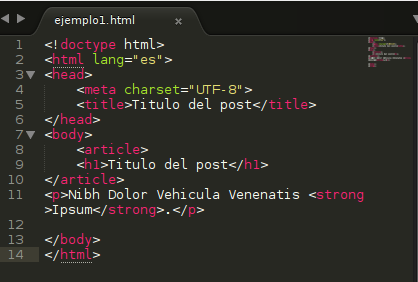 ejemplo1.html
1 <!doctype html>
2 <html lang="es">
3 <head>
4 <meta charset="UTF-8">
5 <title>Titulo del post</title>
6 </head>
7 <body>
8 <article>
9 <h1>Titulo del post</h1>
10 </article>
11 <p>Nibh Dolor Vehicula Venenatis <strong
>Ipsum</strong>.</p>
12
13 </body>
14 </html>